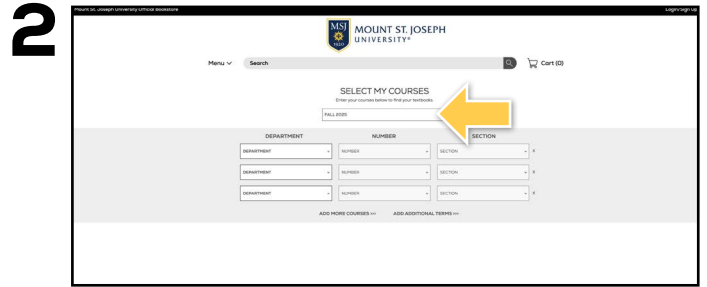 2
Mount St. Joseph University Official Bookstore
Login/Sign Up
MSJ
1920
MOUNT ST. JOSEPH
UNIVERSITY®
Menu
Search
Cart (0)
SELECT MY COURSES
Enter your courses below to find your textbooks.
FALL 2025
DEPARTMENT NUMBER SECTION
DEPARTMENT NUMBER SECTION X
DEPARTMENT NUMBER SECTION X
DEPARTMENT NUMBER SECTION X
ADD MORE COURSES >> ADD ADDITIONAL TERMS >>